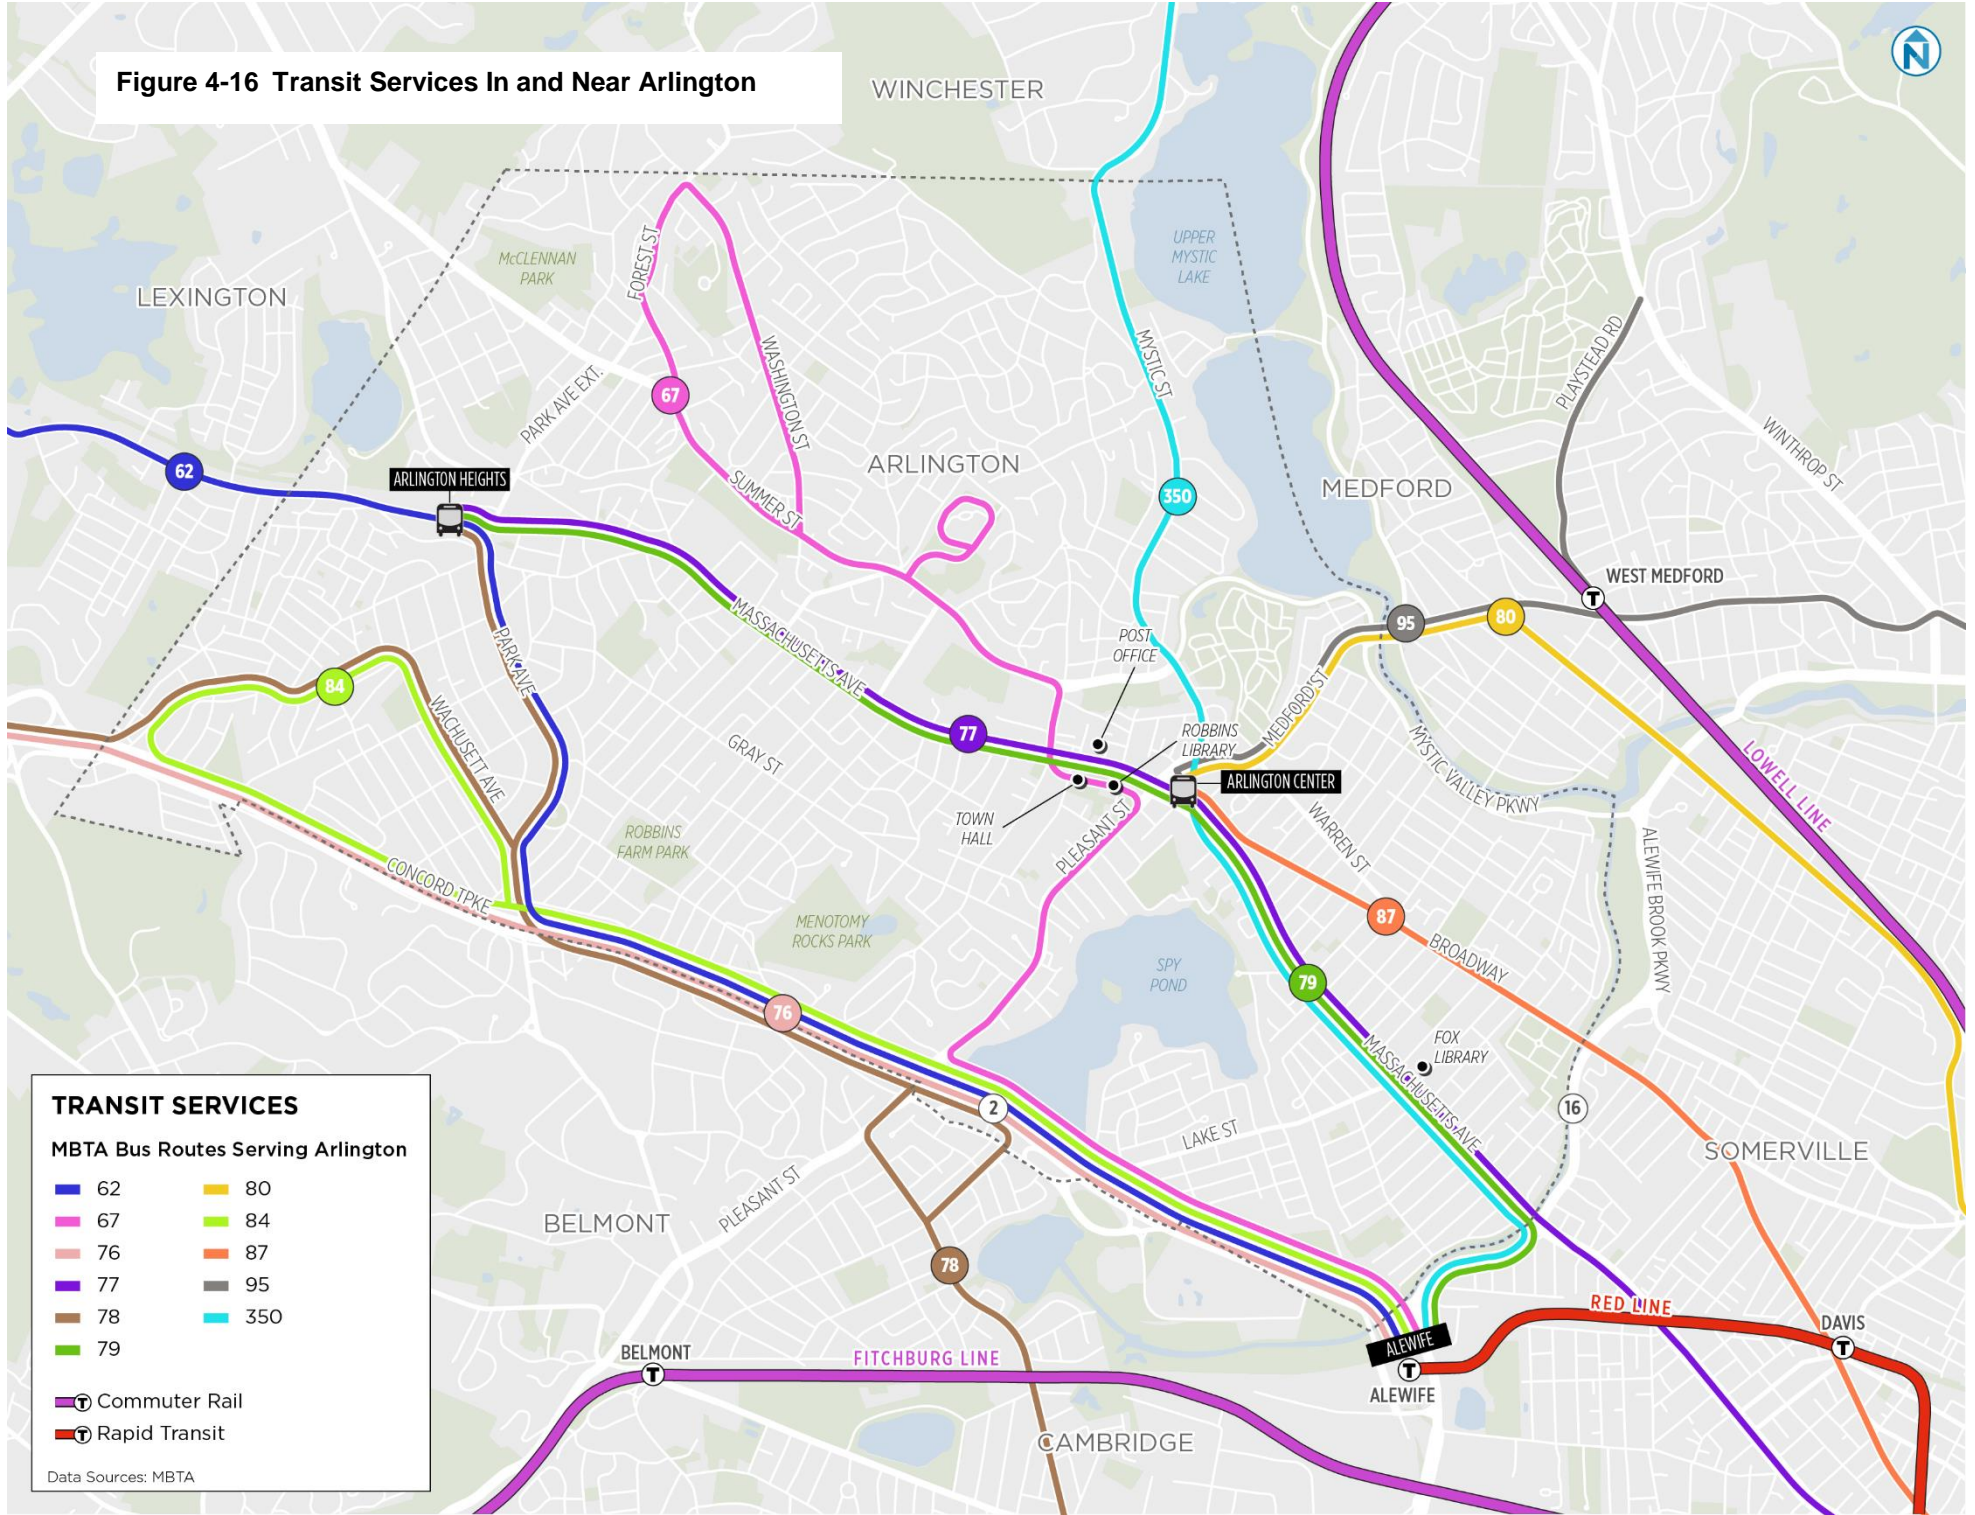 Figure 4-16 Transit Services In and Near Arlington
N
WINCHESTER
UPPER
MYSTIC
LAKE
McCLENNAN
PARK
FOREST ST
LEXINGTON
PARK AVE EXT.
WASHINGTON ST
MYSTIC ST
PLAYSTEAD RD
67
WINTHROP ST
62
ARLINGTON HEIGHTS
ARLINGTON
SUMMER ST
350
MEDFORD
WEST MEDFORD
T
MASSACHUSETTS AVE
POST
OFFICE
95
80
PARK AVE
84
WACHUSETT AVE
MEDFORD ST
77
GRAY ST
ROBBINS
LIBRARY
MYSTIC VALLEY PKWY
LOWELL LINE
ARLINGTON CENTER
TOWN
HALL
PLEASANT ST
WARREN ST
ROBBINS
FARM PARK
ALEWIFE BROOK PKWY
CONCORD TPKE
MENOTOMY
ROCKS PARK
87
BROADWAY
SPY
POND
79
76
FOX
LIBRARY
MASSACHUSETTS AVE
2
16
LAKE ST
SOMERVILLE
PLEASANT ST
BELMONT
78
RED LINE
DAVIS
T
ALEWIFE
T
ALEWIFE
BELMONT
T
FITCHBURG LINE
CAMBRIDGE
TRANSIT SERVICES
MBTA Bus Routes Serving Arlington
62
67
76
77
78
79
80
84
87
95
350
T Commuter Rail
T Rapid Transit
Data Sources: MBTA